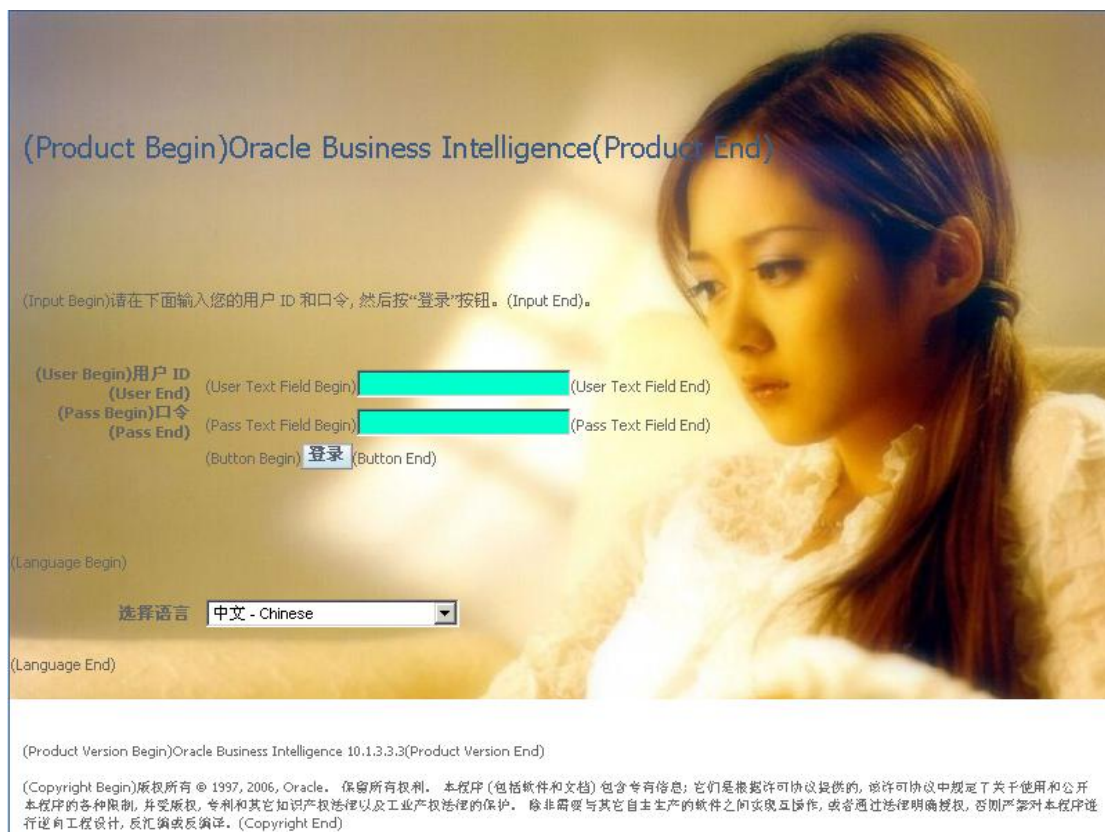 (Product Begin)Oracle Business Intelligence(Product End)
(Input Begin)请在下面输入您的用户 ID 和口令, 然后按“登录”按钮。(Input End)。
(User Begin)用户 ID
(User End)
(User Text Field Begin) (User Text Field End)
(Pass Begin)口令
(Pass End)
(Pass Text Field Begin) (Pass Text Field End)
(Button Begin) 登录 (Button End)
(Language Begin)
选择语言 中文 - Chinese
(Language End)
(Product Version Begin)Oracle Business Intelligence 10.1.3.3.3(Product Version End)
(Copyright Begin)版权所有 © 1997, 2006, Oracle。 保留所有权利。 本程序 (包括软件和文档) 包含专有信息; 它们是根据许可协议提供的, 该许可协议中规定了关于使用和公开
本程序的各种限制, 并受版权, 专利和其它知识产权法律以及工业产权法律的保护。 除非需要与其它自主生产的软件之间实现互操作, 或者通过法律明确授权, 否则严禁对本程序进
行逆向工程设计, 反汇编或反编译。(Copyright End)